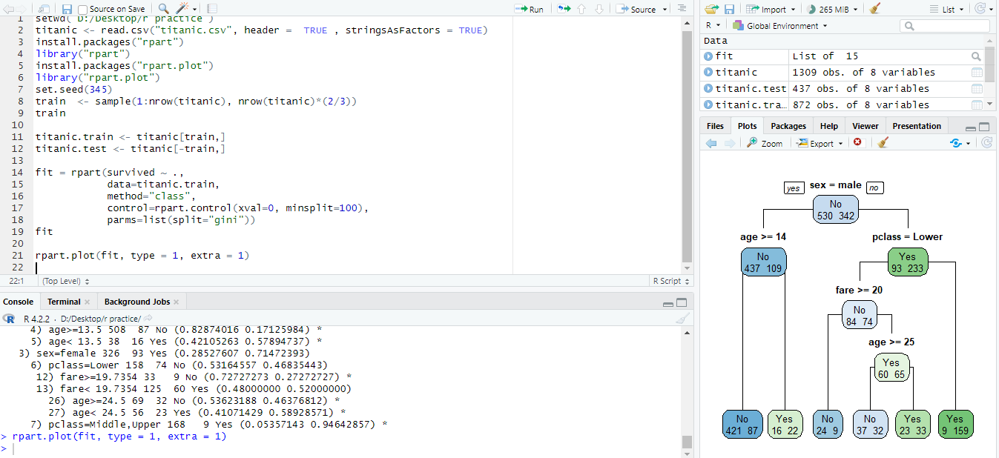 Source on Save
Run
Source
1 setwd("D:/Desktop/r practice")
2 titanic <- read.csv("titanic.csv", header =  TRUE , stringsAsFactors = TRUE)
3 install.packages("rpart")
4 library("rpart")
5 install.packages("rpart.plot")
6 library("rpart.plot")
7 set.seed(345)
8 train  <- sample(1:nrow(titanic), nrow(titanic)*(2/3))
9 train
10
11 titanic.train <- titanic[train,]
12 titanic.test <- titanic[-train,]
13
14 fit = rpart(survived ~ .,
15             data=titanic.train,
16             method="class",
17             control=rpart.control(xval=0, minsplit=100),
18             parms=list(split="gini"))
19 fit
20
21 rpart.plot(fit, type = 1, extra = 1)
22
22:1 (Top Level) R Script
Console Terminal × Background Jobs ×
R 4.2.2 · D:/Desktop/r practice/
4) age>=13.5 508  87 No (0.82874016 0.17125984) *
5) age< 13.5 38  16 Yes (0.42105263 0.57894737) *
3) sex=female 326  93 Yes (0.28527607 0.71472393)
6) pclass=Lower 158  74 No (0.53164557 0.46835443)
12) fare>=19.7354 33   9 No (0.72727273 0.27272727) *
13) fare< 19.7354 125  60 Yes (0.48000000 0.52000000)
26) age>=24.5 69  32 No (0.53623188 0.46376812) *
27) age< 24.5 56  23 Yes (0.41071429 0.58928571) *
7) pclass=Middle,Upper 168   9 Yes (0.05357143 0.94642857) *
> rpart.plot(fit, type = 1, extra = 1)
>
Import 265 MiB List
R Global Environment
Data
fit List of  15
titanic 1309 obs. of 8 variables
titanic.test 437 obs. of 8 variables
titanic.tra… 872 obs. of 8 variables
Files Plots Packages Help Viewer Presentation
Zoom Export
yes sex = male no
No
530 342
age >= 14 pclass = Lower
No
437 109
Yes
93 233
fare >= 20
No
84 74
age >= 25
Yes
60 65
No
421 87
Yes
16 22
No
24 9
No
37 32
Yes
23 33
Yes
9 159